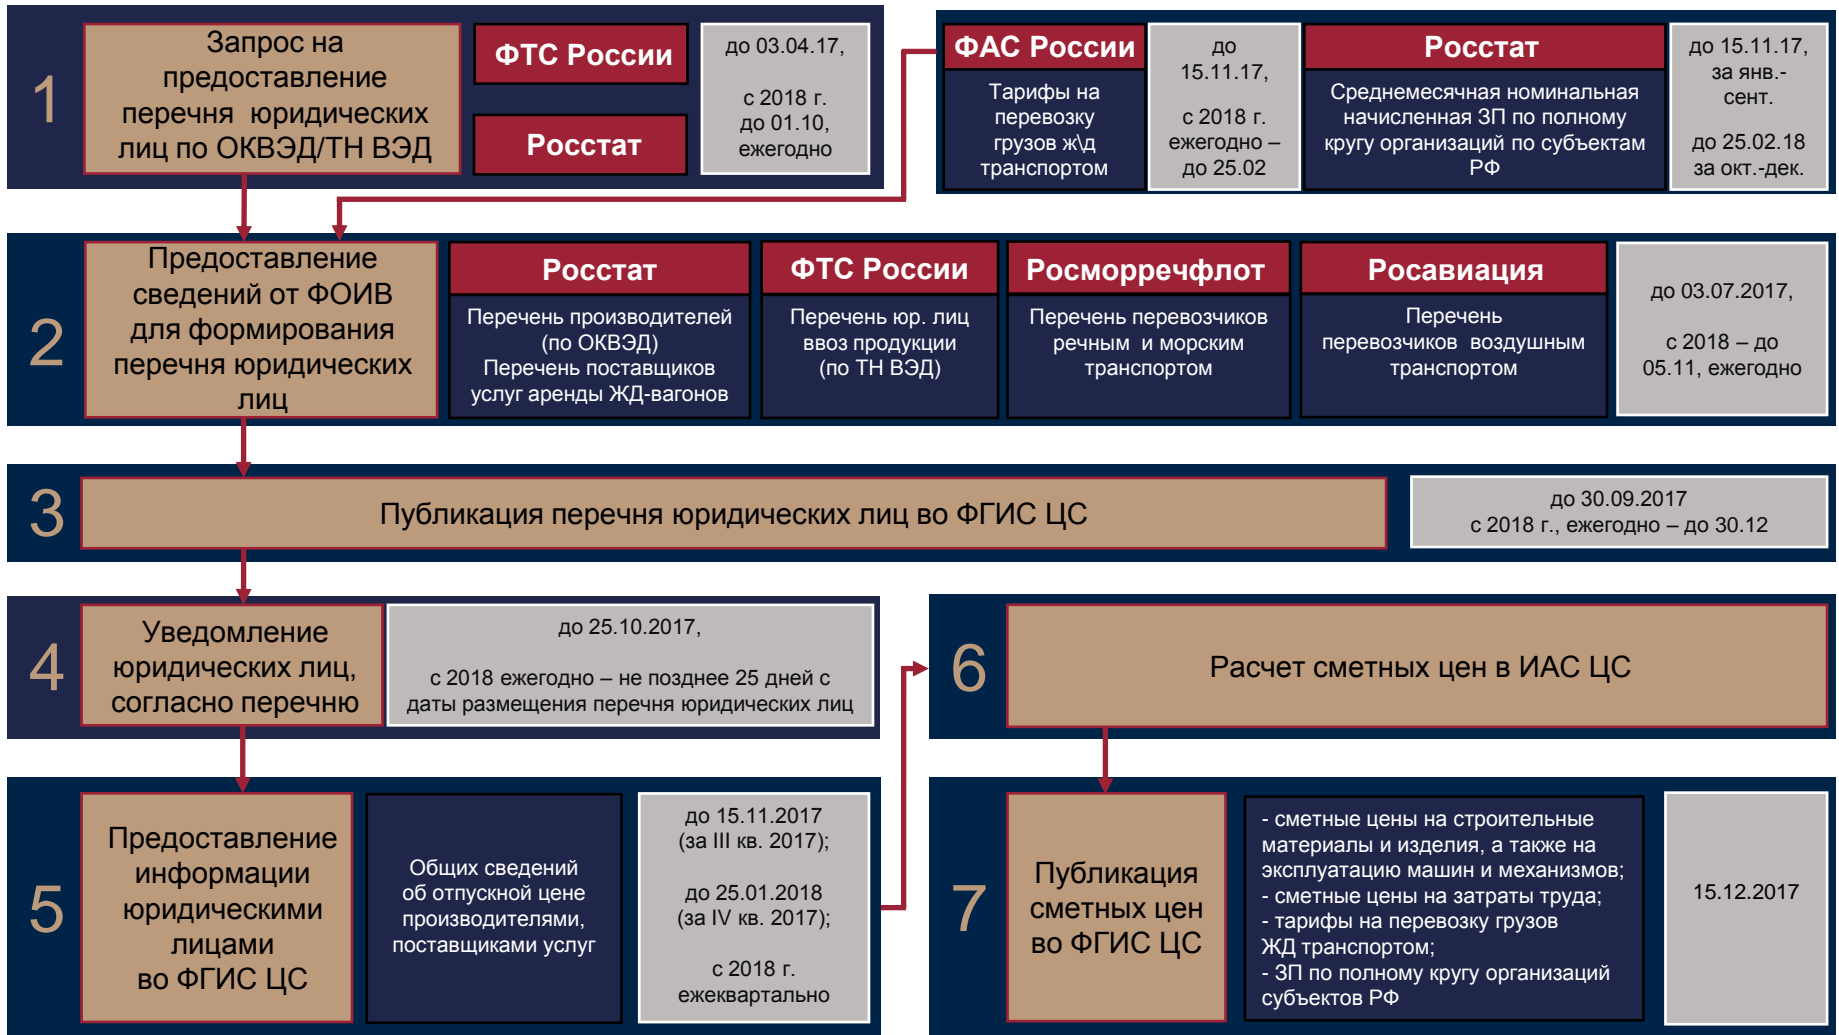 1
Запрос на
предоставление
перечня юридических
лиц по ОКВЭД/ТН ВЭД
ФТС России
Росстат
до 03.04.17,
с 2018 г.
до 01.10,
ежегодно
ФАС России
Тарифы на
перевозку
грузов ж\д
транспортом
до
15.11.17,
с 2018 г.
ежегодно –
до 25.02
Росстат
Среднемесячная номинальная
начисленная ЗП по полному
кругу организаций по субъектам
РФ
до 15.11.17,
за янв.-
сент.
до 25.02.18
за окт.-дек.
2
Предоставление
сведений от ФОИВ
для формирования
перечня юридических
лиц
Росстат
Перечень производителей
(по ОКВЭД)
Перечень поставщиков
услуг аренды ЖД-вагонов
ФТС России
Перечень юр. лиц
ввоз продукции
(по ТН ВЭД)
Росморречфлот
Перечень перевозчиков
речным и морским
транспортом
Росавиация
Перечень
перевозчиков воздушным
транспортом
до 03.07.2017,
с 2018 – до
05.11, ежегодно
3
Публикация перечня юридических лиц во ФГИС ЦС
до 30.09.2017
с 2018 г., ежегодно – до 30.12
4
Уведомление
юридических лиц,
согласно перечню
до 25.10.2017,
с 2018 ежегодно – не позднее 25 дней с
даты размещения перечня юридических лиц
5
Предоставление
информации
юридическими
лицами
во ФГИС ЦС
Общих сведений
об отпускной цене
производителями,
поставщиками услуг
до 15.11.2017
(за III кв. 2017);
до 25.01.2018
(за IV кв. 2017);
с 2018 г.
ежеквартально
6
Расчет сметных цен в ИАС ЦС
7
Публикация
сметных цен
во ФГИС ЦС
- сметные цены на строительные
материалы и изделия, а также на
эксплуатацию машин и механизмов;
- сметные цены на затраты труда;
- тарифы на перевозку грузов
ЖД транспортом;
- ЗП по полному кругу организаций
субъектов РФ
15.12.2017